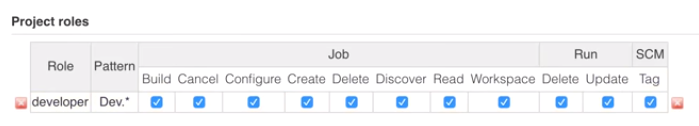 Project roles
Job Run SCM
Role Pattern
Build Cancel Configure Create Delete Discover Read Workspace Delete Update Tag
developer Dev.*